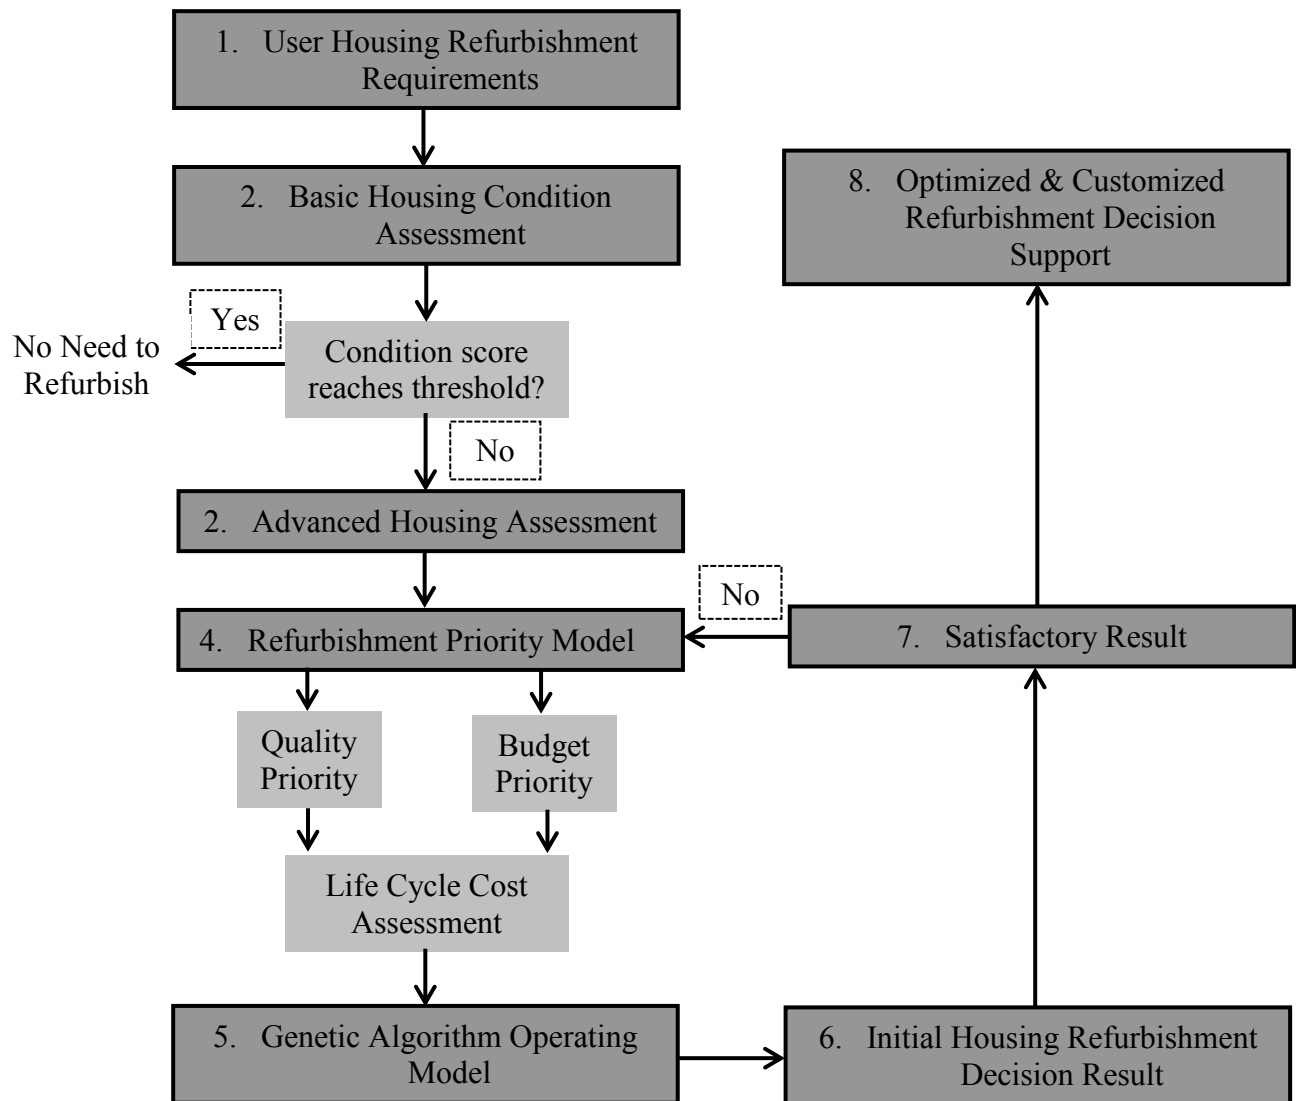 1. User Housing Refurbishment
Requirements
2. Basic Housing Condition
Assessment
Yes
No Need to
Refurbish
Condition score
reaches threshold?
No
2. Advanced Housing Assessment
4. Refurbishment Priority Model
Quality
Priority
Budget
Priority
Life Cycle Cost
Assessment
5. Genetic Algorithm Operating
Model
6. Initial Housing Refurbishment
Decision Result
7. Satisfactory Result
No
8. Optimized & Customized
Refurbishment Decision
Support